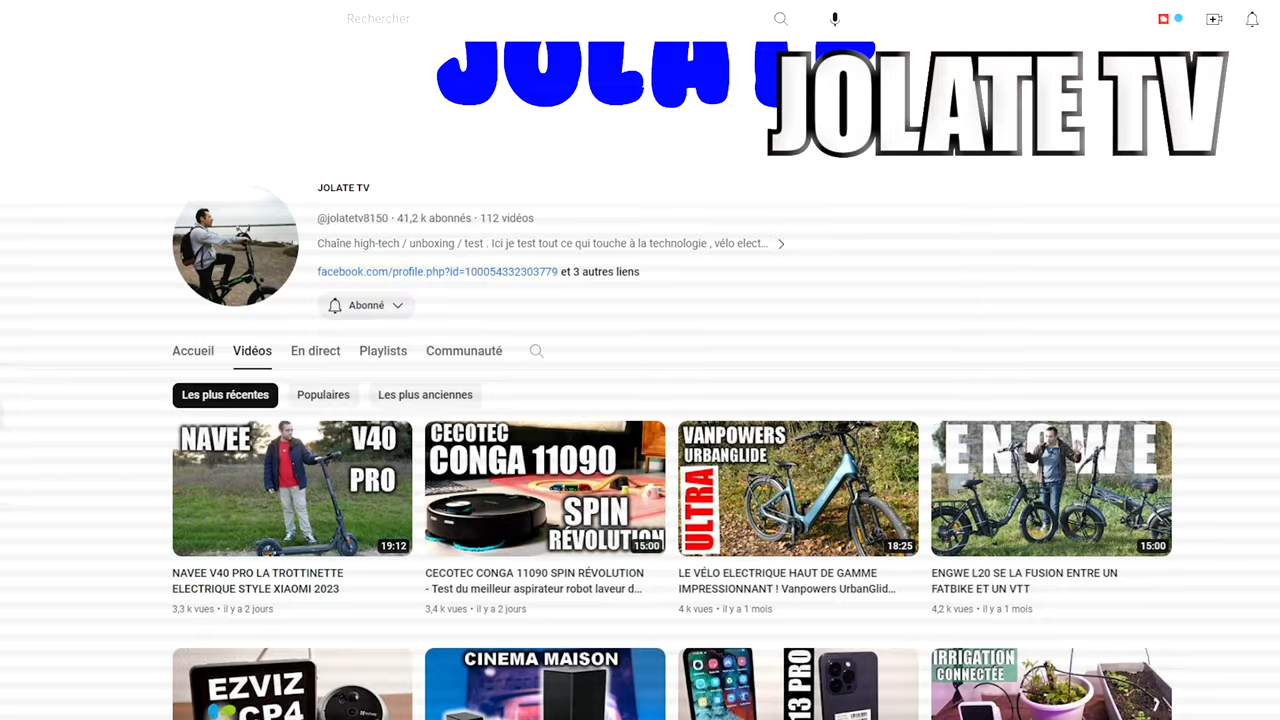 Rechercher
JOLATE TV
JOLATE TV
@jolatetv8150 · 41,2 k abonnés · 112 vidéos
Chaîne high-tech / unboxing / test . Ici je test tout ce qui touche à la technologie , vélo elect...
facebook.com/profile.php?id=100054332303779 et 3 autres liens
Abonné
Accueil Vidéos En direct Playlists Communauté
Les plus récentes Populaires Les plus anciennes
NAVEE V40 PRO
19:12
CECOTEC
CONGA 11090
SPIN
RÉVOLUTION
15:00
VANPOWERS
URBANGLIDE
ULTRA
18:25
ENGWE
15:00
NAVEE V40 PRO LA TROTTINETTE
ELECTRIQUE STYLE XIAOMI 2023
3,3 k vues • il y a 2 jours
CECOTEC CONGA 11090 SPIN RÉVOLUTION
- Test du meilleur aspirateur robot laveur d...
3,4 k vues • il y a 2 jours
LE VÉLO ELECTRIQUE HAUT DE GAMME
IMPRESSIONNANT ! Vanpowers UrbanGlid...
4 k vues • il y a 1 mois
ENGWE L20 SE LA FUSION ENTRE UN
FATBIKE ET UN VTT
4,2 k vues • il y a 1 mois
EZVIZ
CP4
CINEMA MAISON
13 PRO
IRRIGATION
CONNECTÉE